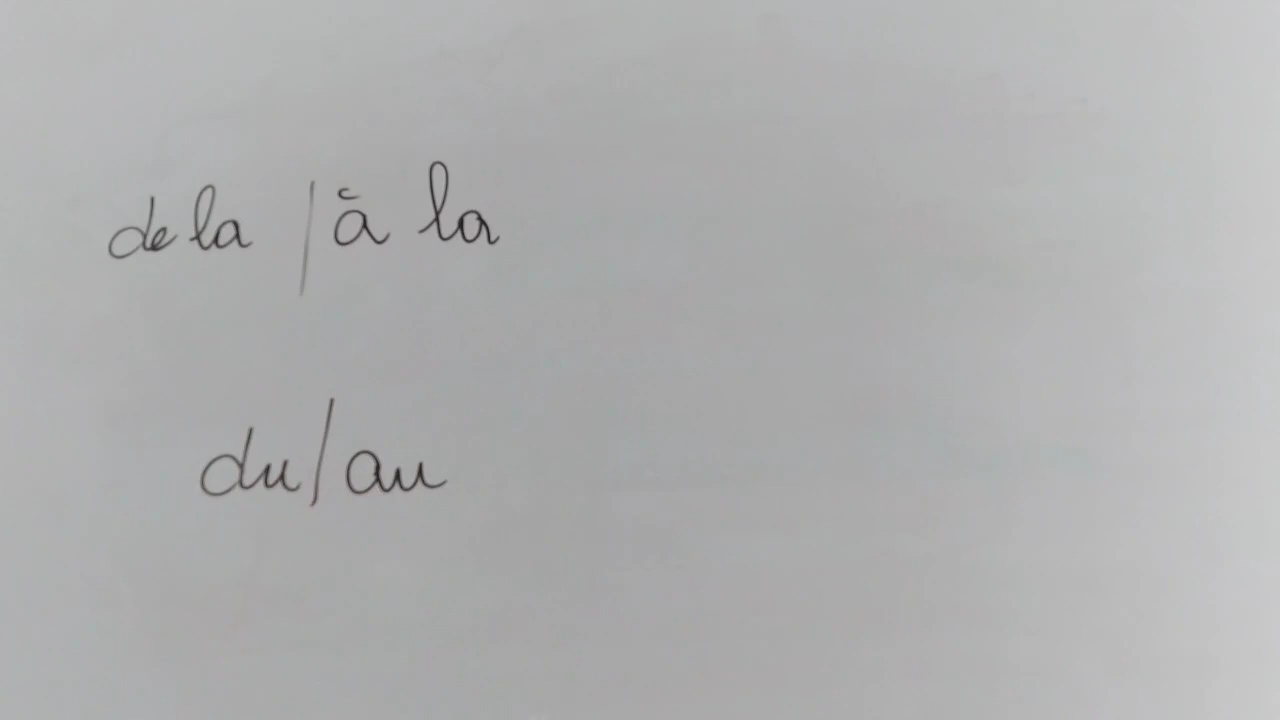 de la / à la
du/au